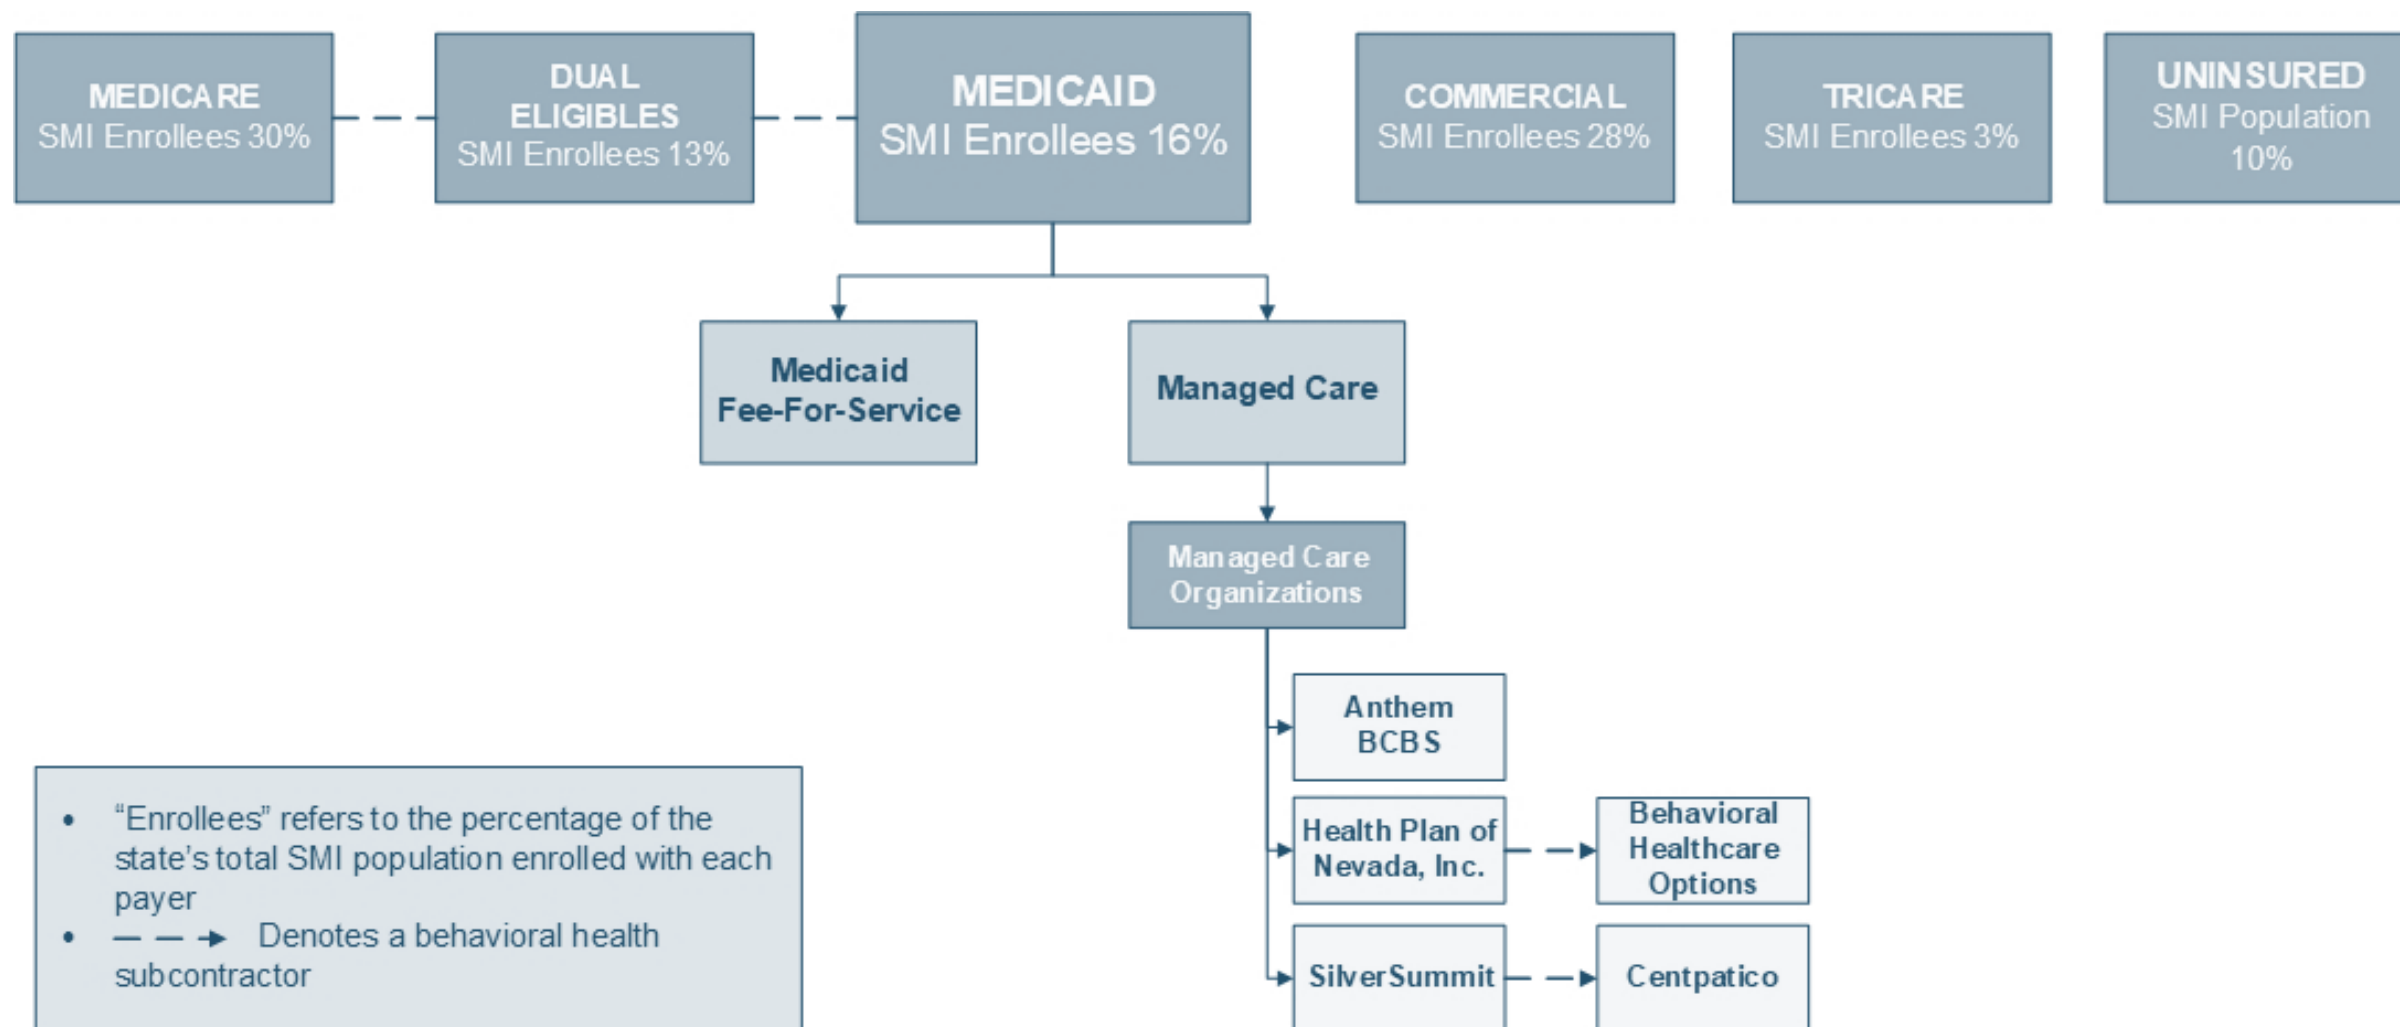 MEDICARE
SMI Enrollees 30%
DUAL
ELIGIBLES
SMI Enrollees 13%
MEDICAID
SMI Enrollees 16%
COMMERCIAL
SMI Enrollees 28%
TRICARE
SMI Enrollees 3%
UNINSURED
SMI Population
10%
Medicaid
Fee-For-Service
Managed Care
Managed Care
Organizations
Anthem
BCBS
Health Plan of
Nevada, Inc.
Behavioral
Healthcare
Options
SilverSummit
Centpatico
• “Enrollees” refers to the percentage of the
state’s total SMI population enrolled with each
payer
• Denotes a behavioral health
subcontractor